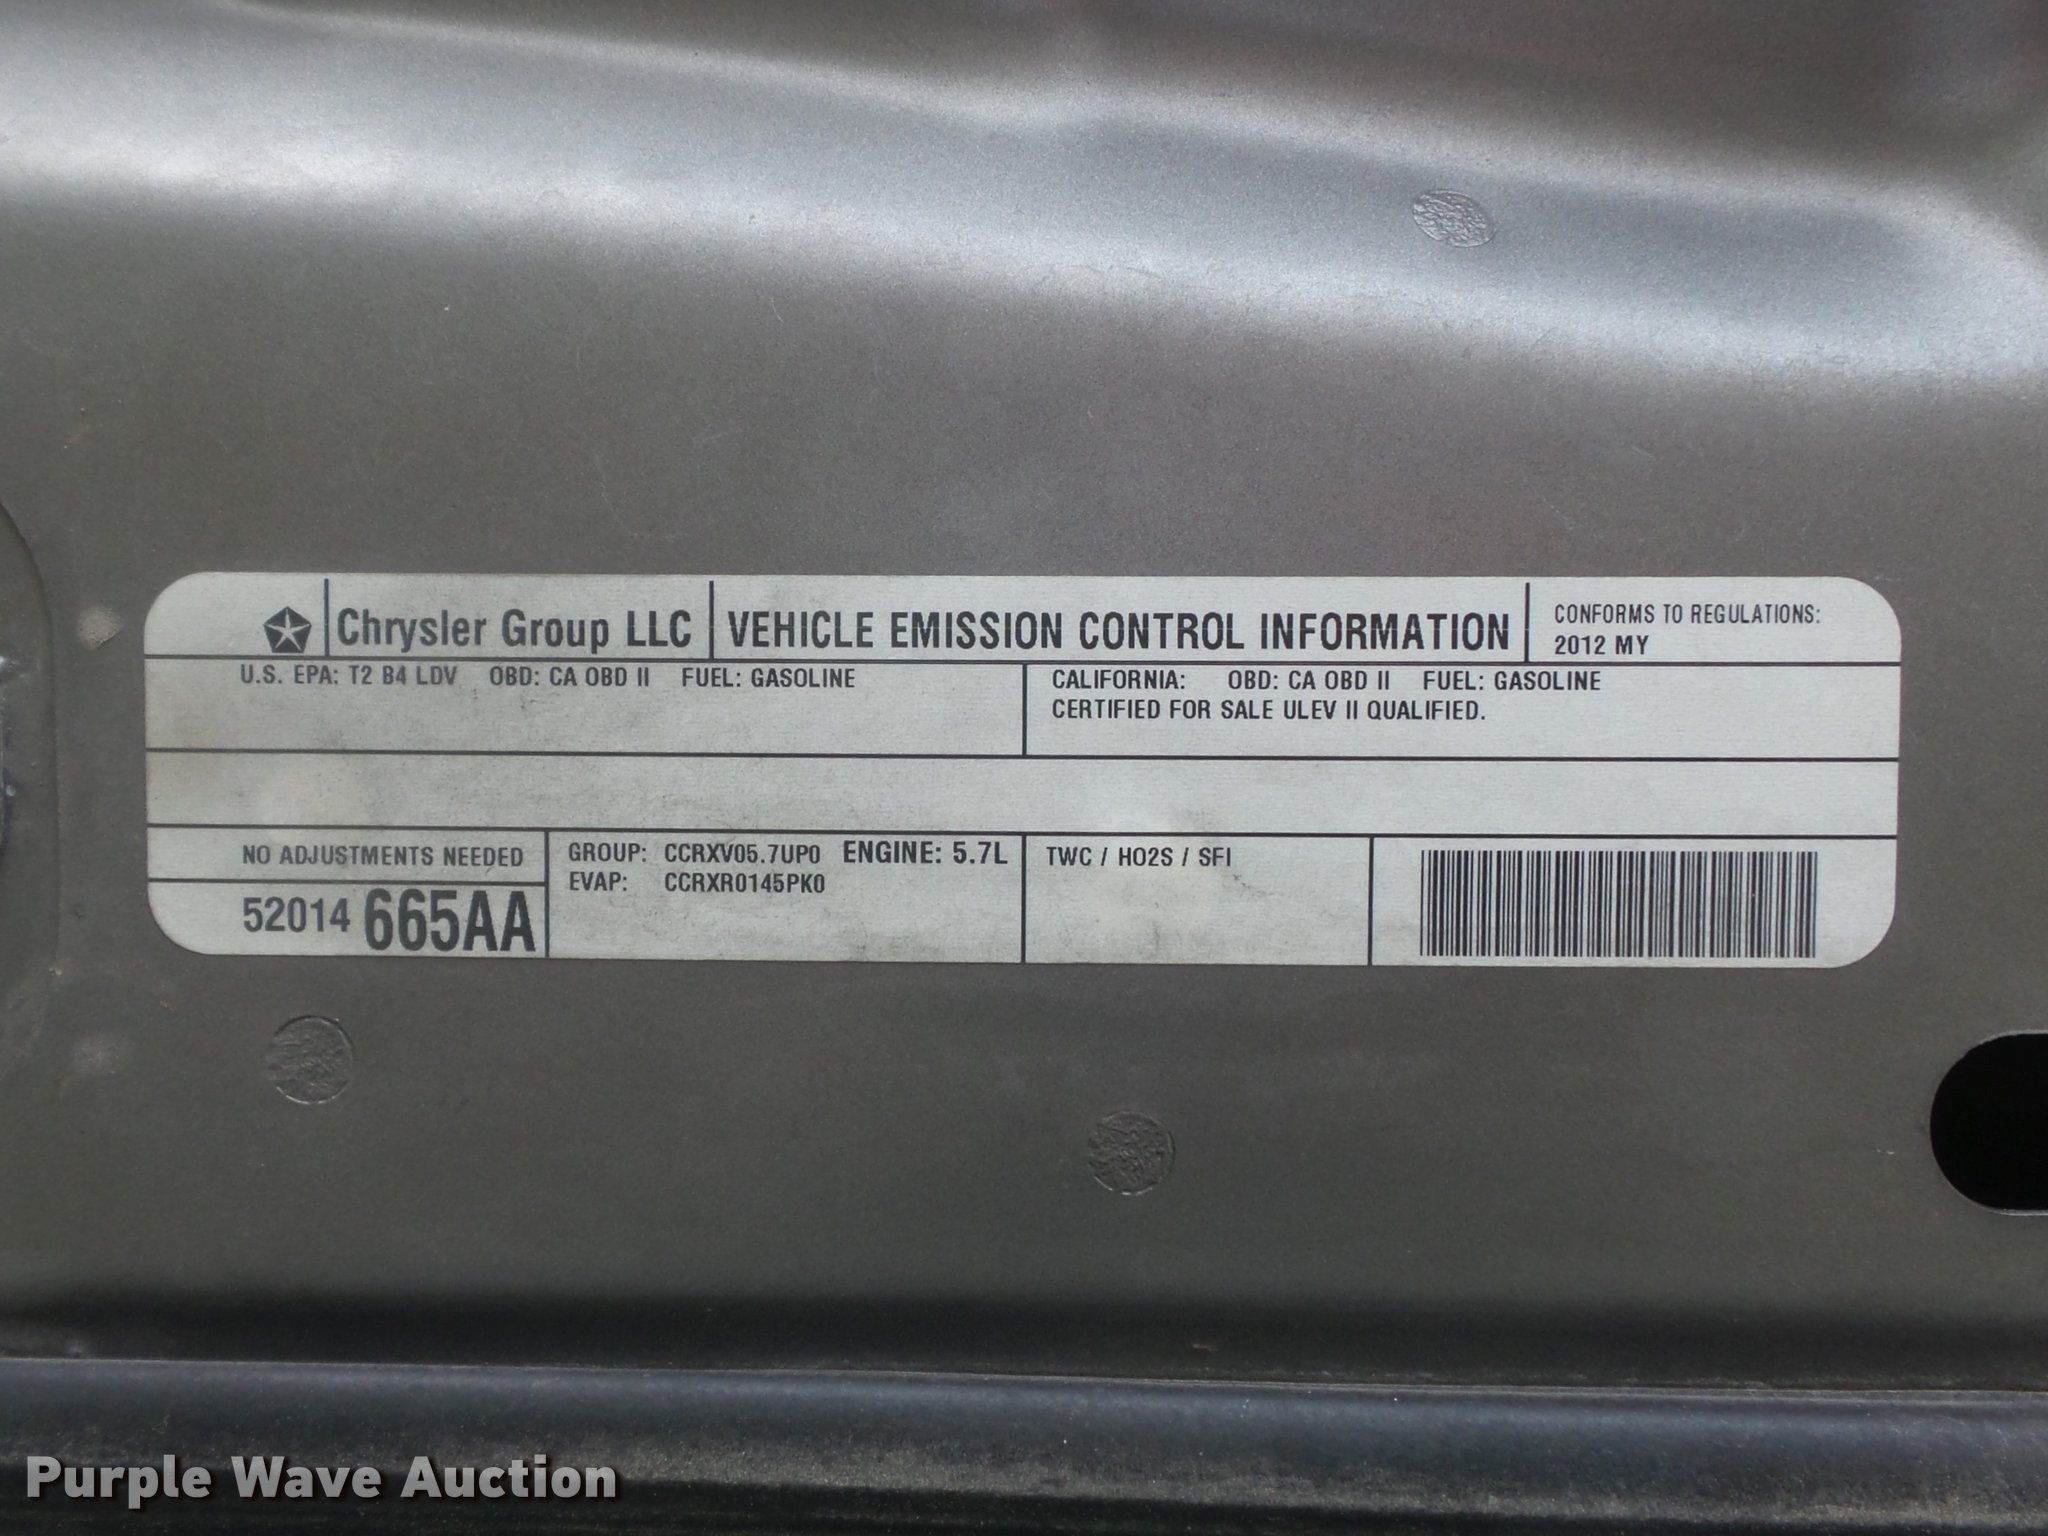 Chrysler Group LLC VEHICLE EMISSION CONTROL INFORMATION
CONFORMS TO REGULATIONS:
2012 MY
U.S. EPA: T2 B4 LDV OBD: CA OBD II FUEL: GASOLINE
CALIFORNIA: OBD: CA OBD II FUEL: GASOLINE
CERTIFIED FOR SALE ULEV II QUALIFIED.
NO ADJUSTMENTS NEEDED
52014 665AA
GROUP: CCRXV05.7UP0 ENGINE: 5.7L
EVAP: CCRXR0145PK0
TWC / HO2S / SFI
Purple Wave Auction